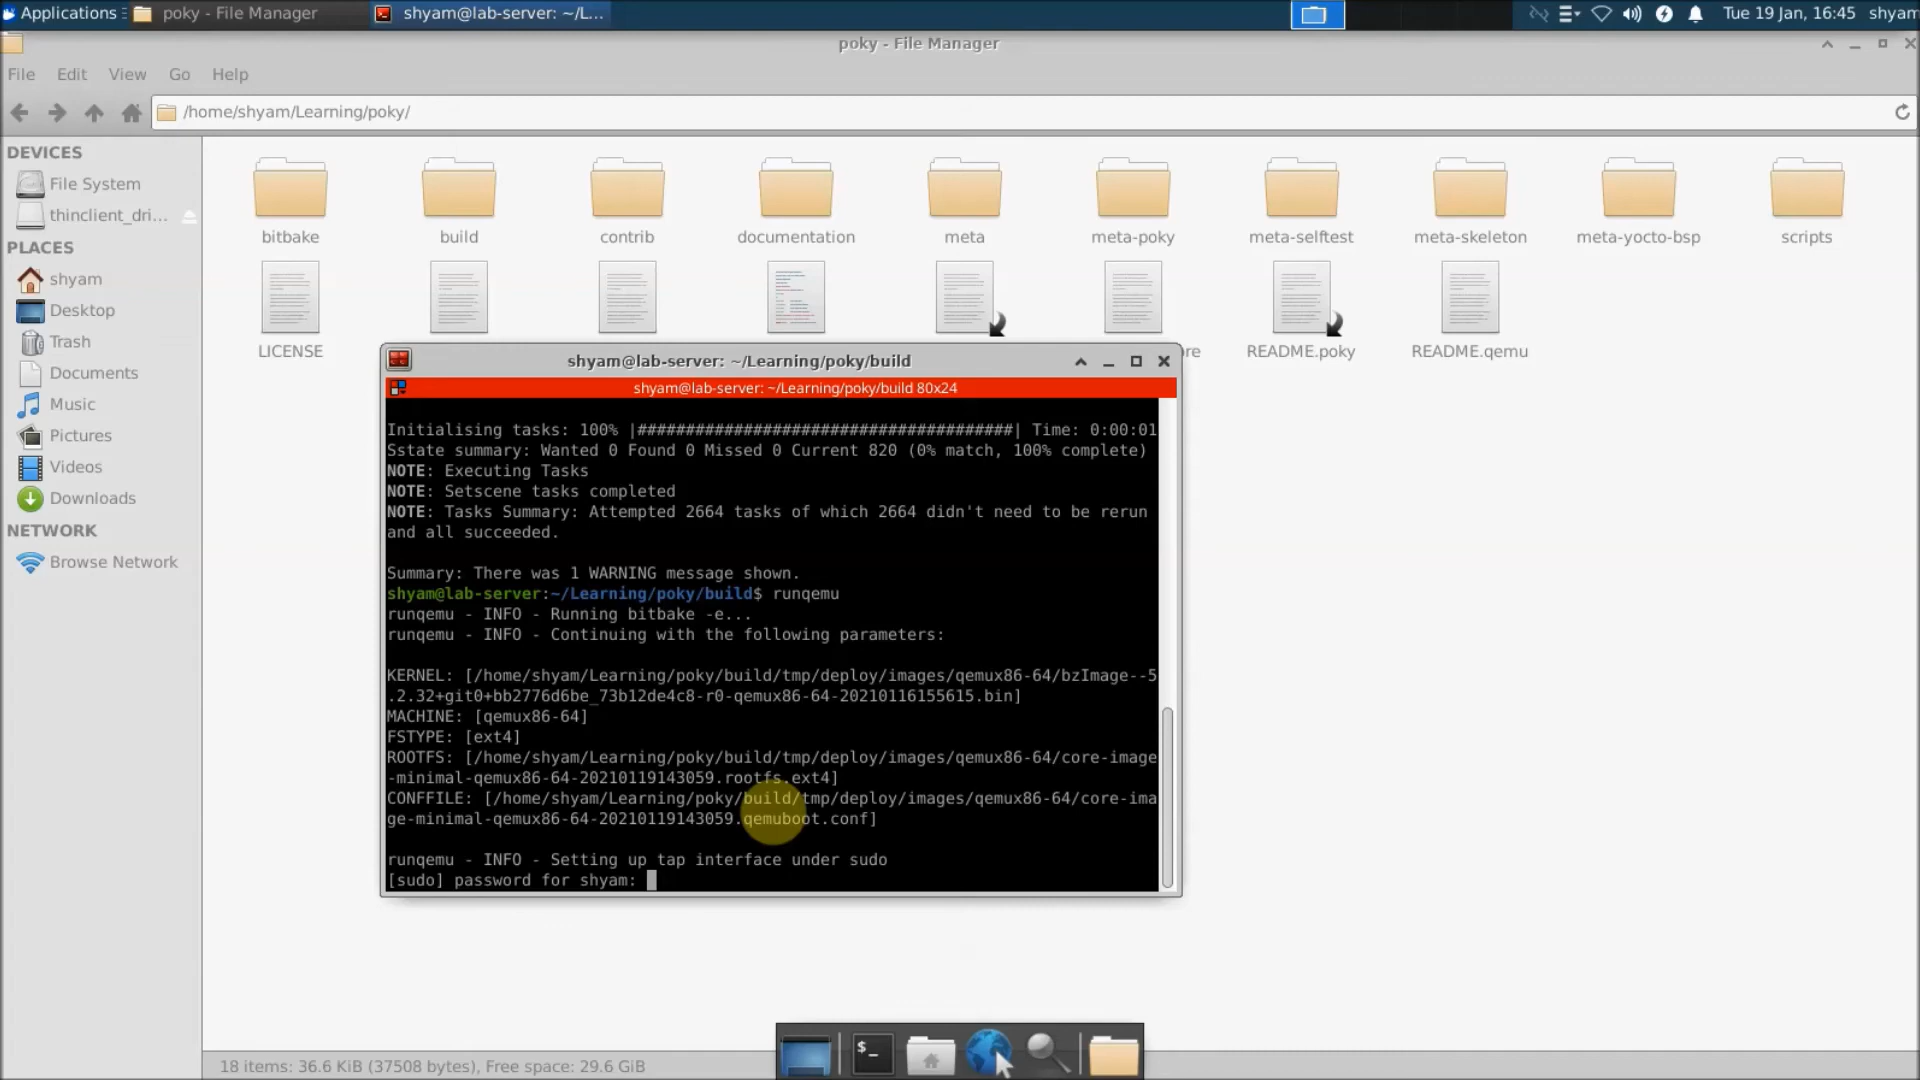 Applications
poky - File Manager
shyam@lab-server: ~/L...
Tue 19 Jan, 16:45
shyam
poky - File Manager
File Edit View Go Help
/home/shyam/Learning/poky/
DEVICES
File System
thinclient_dri...
PLACES
shyam
Desktop
Trash
Documents
Music
Pictures
Videos
Downloads
NETWORK
Browse Network
bitbake
build
contrib
documentation
meta
meta-poky
meta-selftest
meta-skeleton
meta-yocto-bsp
scripts
LICENSE
re
README.poky
README.qemu
shyam@lab-server: ~/Learning/poky/build
shyam@lab-server: ~/Learning/poky/build 80x24
Initialising tasks: 100% |#######################################| Time: 0:00:01
Sstate summary: Wanted 0 Found 0 Missed 0 Current 820 (0% match, 100% complete)
NOTE: Executing Tasks
NOTE: Setscene tasks completed
NOTE: Tasks Summary: Attempted 2664 tasks of which 2664 didn't need to be rerun
and all succeeded.
Summary: There was 1 WARNING message shown.
shyam@lab-server:~/Learning/poky/build$ runqemu
runqemu - INFO - Running bitbake -e...
runqemu - INFO - Continuing with the following parameters:
KERNEL: [/home/shyam/Learning/poky/build/tmp/deploy/images/qemux86-64/bzImage--5
.2.32+git0+bb2776d6be_73b12de4c8-r0-qemux86-64-20210116155615.bin]
MACHINE: [qemux86-64]
FSTYPE: [ext4]
ROOTFS: [/home/shyam/Learning/poky/build/tmp/deploy/images/qemux86-64/core-image
-minimal-qemux86-64-20210119143059.rootfs.ext4]
CONFFILE: [/home/shyam/Learning/poky/build/tmp/deploy/images/qemux86-64/core-ima
ge-minimal-qemux86-64-20210119143059.qemuboot.conf]
runqemu - INFO - Setting up tap interface under sudo
[sudo] password for shyam:
$-
18 items: 36.6 KiB (37508 bytes), Free space: 29.6 GiB